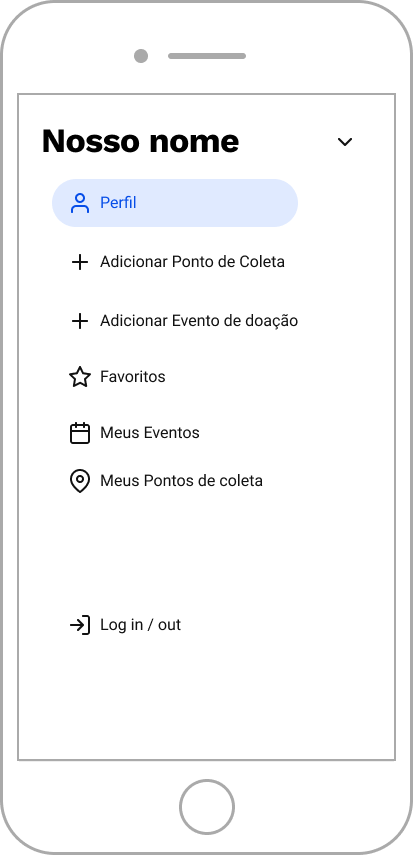 Nosso nome
Perfil
Adicionar Ponto de Coleta
Adicionar Evento de doação
Favoritos
Meus Eventos
Meus Pontos de coleta
Log in / out